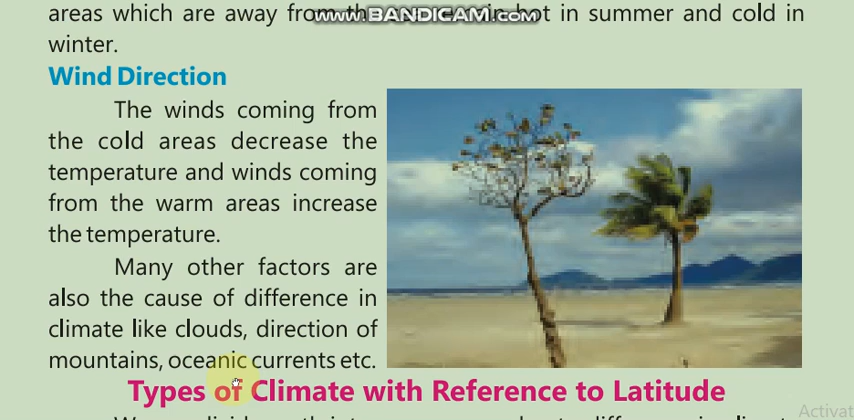 areas which are away from
www.BANDICAM.com
hot in summer and cold in
winter.
Wind Direction
The winds coming from
the cold areas decrease the
temperature and winds coming
from the warm areas increase
the temperature.
Many other factors are
also the cause of difference in
climate like clouds, direction of
mountains, oceanic currents etc.
Types of Climate with Reference to Latitude
Activat